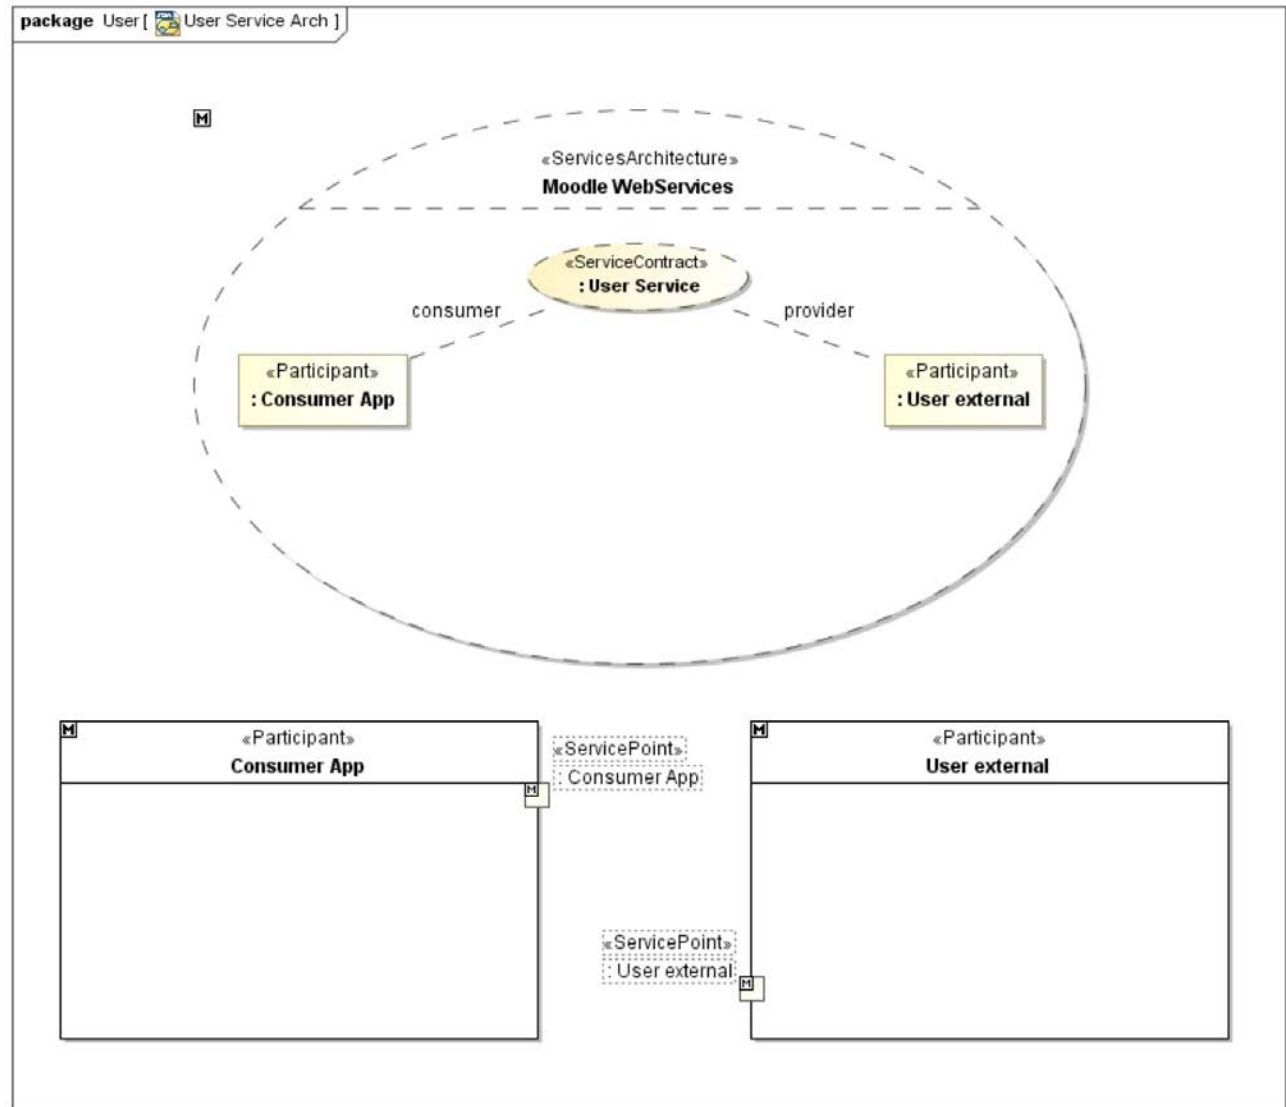 package User [ User Service Arch ]
M
«ServicesArchitecture»
Moodle WebServices
«ServiceContract»
: User Service
consumer
provider
«Participant»
: Consumer App
«Participant»
: User external
M
«Participant»
Consumer App
«ServicePoint»
: Consumer App
M
M
«Participant»
User external
«ServicePoint»
: User external
M